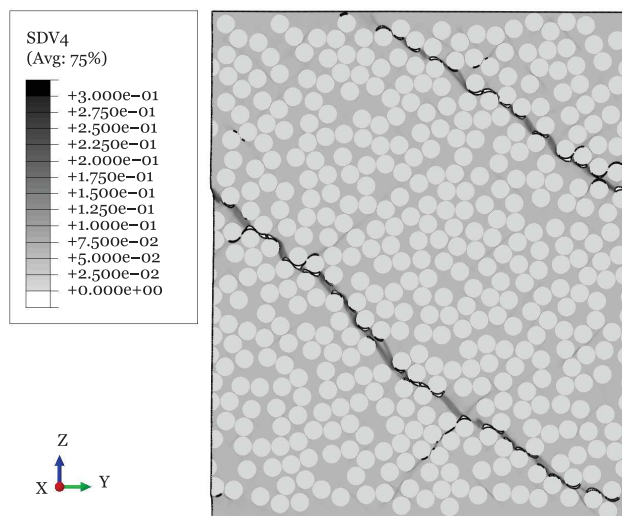 SDV4
(Avg: 75%)
+3.000e−01
+2.750e−01
+2.500e−01
+2.250e−01
+2.000e−01
+1.750e−01
+1.500e−01
+1.250e−01
+1.000e−01
+7.500e−02
+5.000e−02
+2.500e−02
+0.000e+00
Z
X
Y